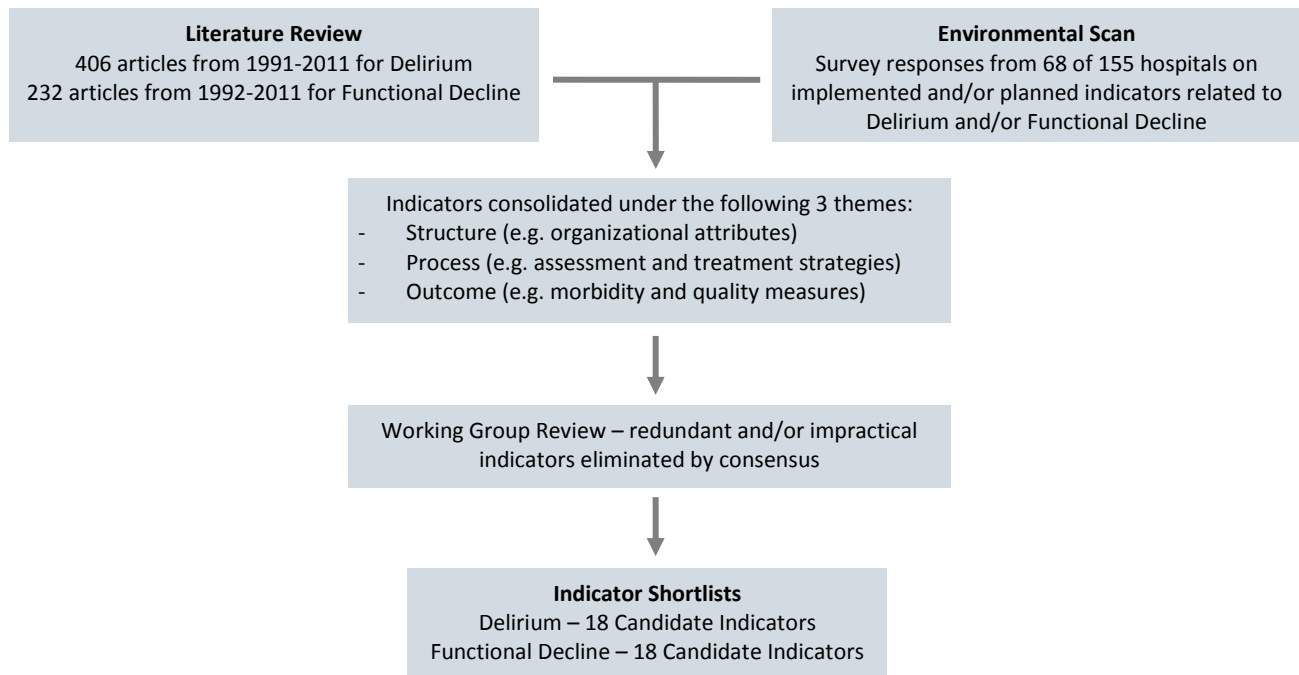 Literature Review
406 articles from 1991-2011 for Delirium
232 articles from 1992-2011 for Functional Decline
Environmental Scan
Survey responses from 68 of 155 hospitals on
implemented and/or planned indicators related to
Delirium and/or Functional Decline
Indicators consolidated under the following 3 themes:
- Structure (e.g. organizational attributes)
- Process (e.g. assessment and treatment strategies)
- Outcome (e.g. morbidity and quality measures)
Working Group Review – redundant and/or impractical
indicators eliminated by consensus
Indicator Shortlists
Delirium – 18 Candidate Indicators
Functional Decline – 18 Candidate Indicators